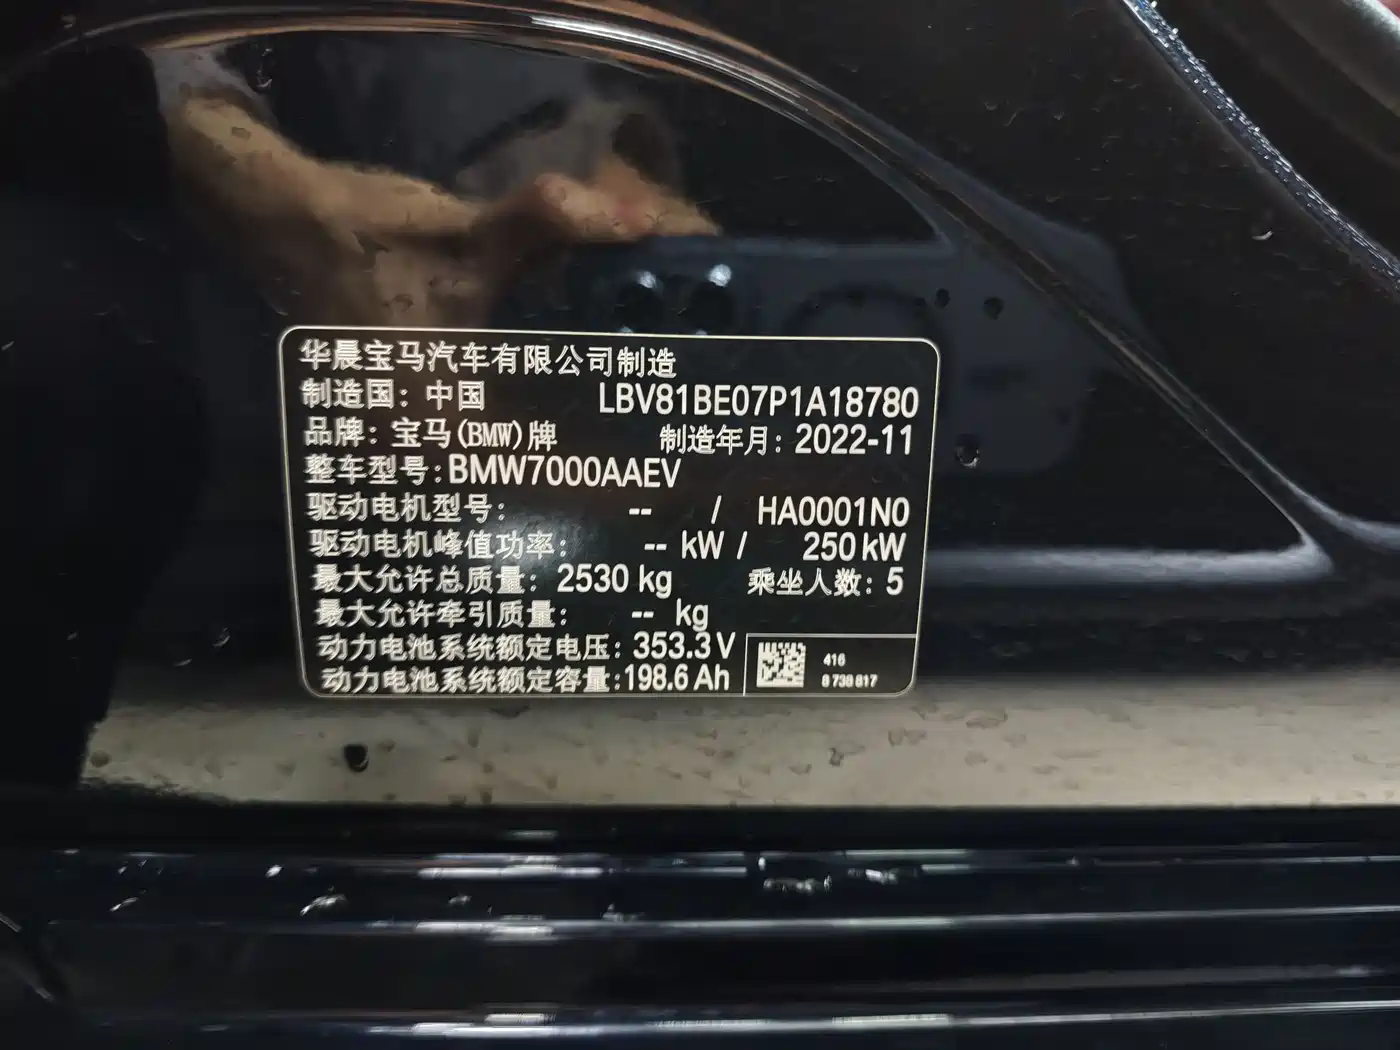 华晨宝马汽车有限公司制造
制造国：中国 LBV81BE07P1A18780
品牌：宝马(BMW)牌 制造年月：2022-11
整车型号：BMW7000AAEV
驱动电机型号： -- / HA0001N0
驱动电机峰值功率： -- kW / 250 kW
最大允许总质量：2530 kg 乘坐人数：5
最大允许牵引质量： -- kg
动力电池系统额定电压：353.3 V
动力电池系统额定容量：198.6 Ah
416
8 738 817